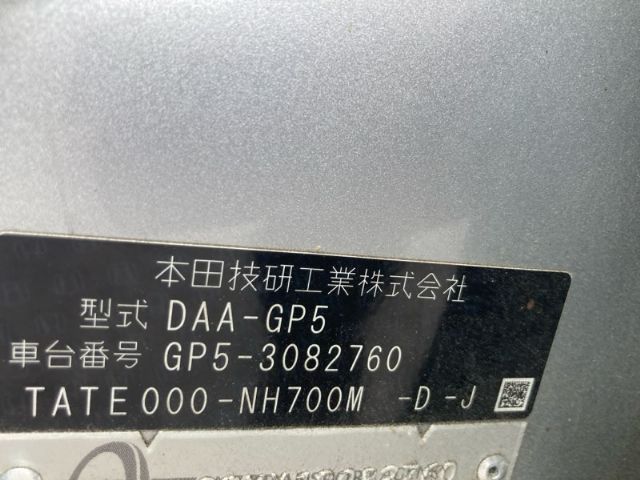 本田技研工業株式会社
型式 DAA-GP5
車台番号 GP5-3082760
TATE000-NH700M -D-J